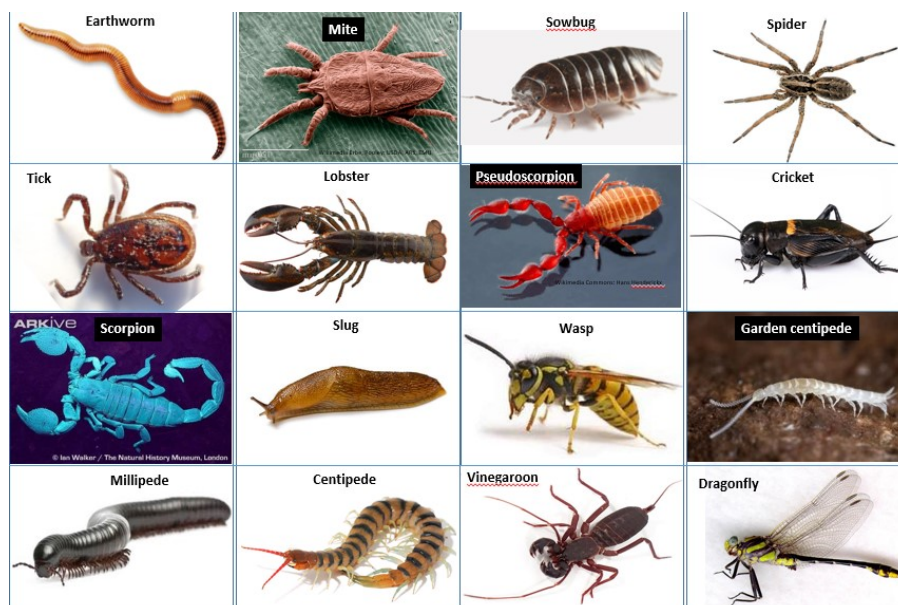 Earthworm
Mite
Sowbug
Spider
Tick
Lobster
Pseudoscorpion
Cricket
ARKive
Scorpion
© Ian Walker / The Natural History Museum, London
Slug
Wasp
Garden centipede
Millipede
Centipede
Vinegaroon
Dragonfly